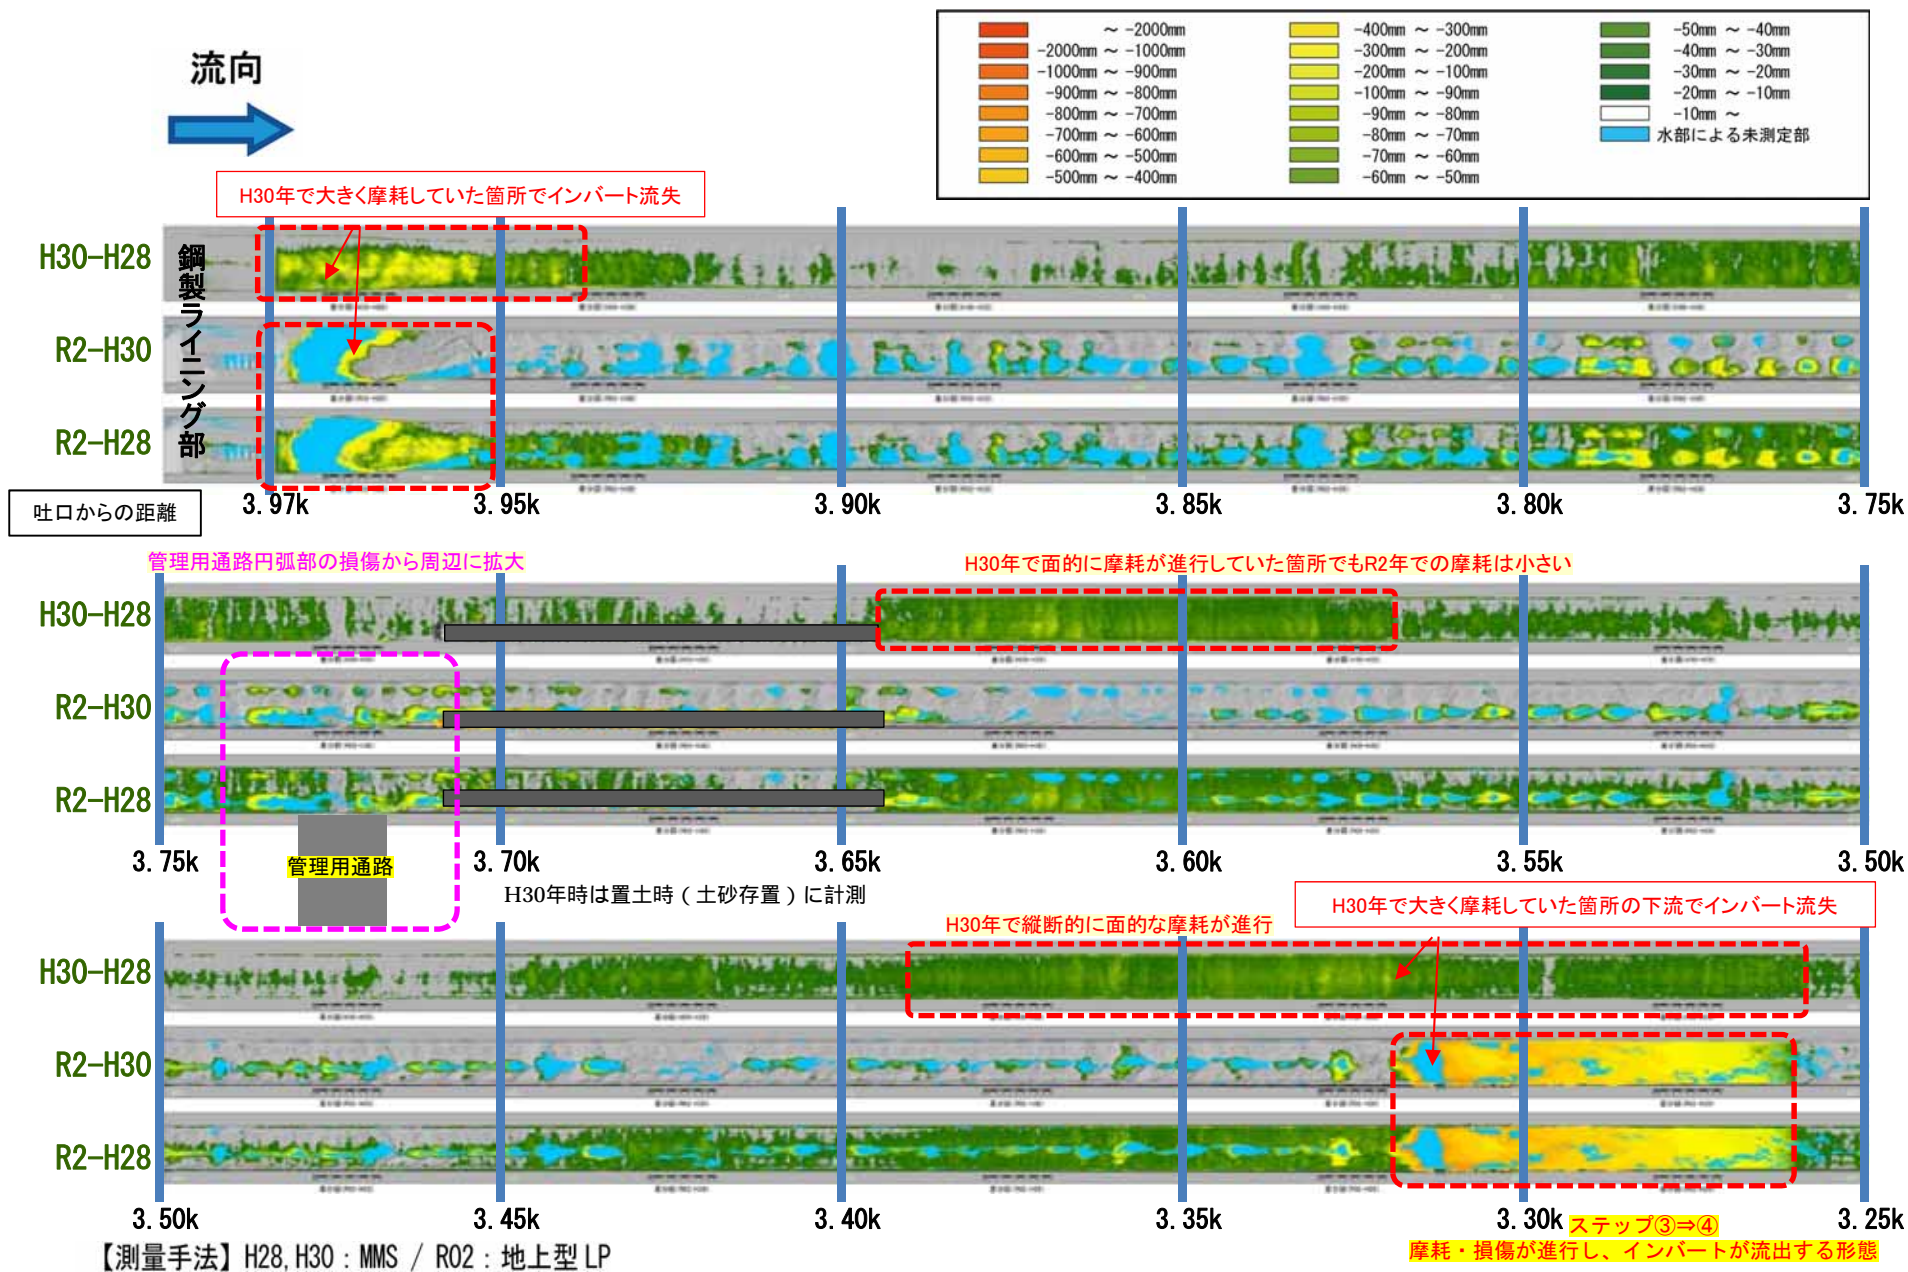 流向
～ -2000mm
-2000mm ～ -1000mm
-1000mm ～ -900mm
-900mm ～ -800mm
-800mm ～ -700mm
-700mm ～ -600mm
-600mm ～ -500mm
-500mm ～ -400mm
-400mm ～ -300mm
-300mm ～ -200mm
-200mm ～ -100mm
-100mm ～ -90mm
-90mm ～ -80mm
-80mm ～ -70mm
-70mm ～ -60mm
-60mm ～ -50mm
-50mm ～ -40mm
-40mm ～ -30mm
-30mm ～ -20mm
-20mm ～ -10mm
-10mm ～
水部による未測定部
H30年で大きく摩耗していた箇所でインバート流失
H30-H28
R2-H30
R2-H28
鋼製ライニング部
吐口からの距離
3.97k 3.95k 3.90k 3.85k 3.80k 3.75k
管理用通路円弧部の損傷から周辺に拡大
H30年で面的に摩耗が進行していた箇所でもR2年での摩耗は小さい
H30-H28
R2-H30
R2-H28
3.75k 3.70k 3.65k 3.60k 3.55k 3.50k
管理用通路
H30年時は置土時（土砂存置）に計測
H30年で大きく摩耗していた箇所の下流でインバート流失
H30年で縦断的に面的な摩耗が進行
H30-H28
R2-H30
R2-H28
3.50k 3.45k 3.40k 3.35k 3.30k 3.25k
ステップ③⇒④
摩耗・損傷が進行し、インバートが流出する形態
【測量手法】H28,H30：MMS / R02：地上型LP